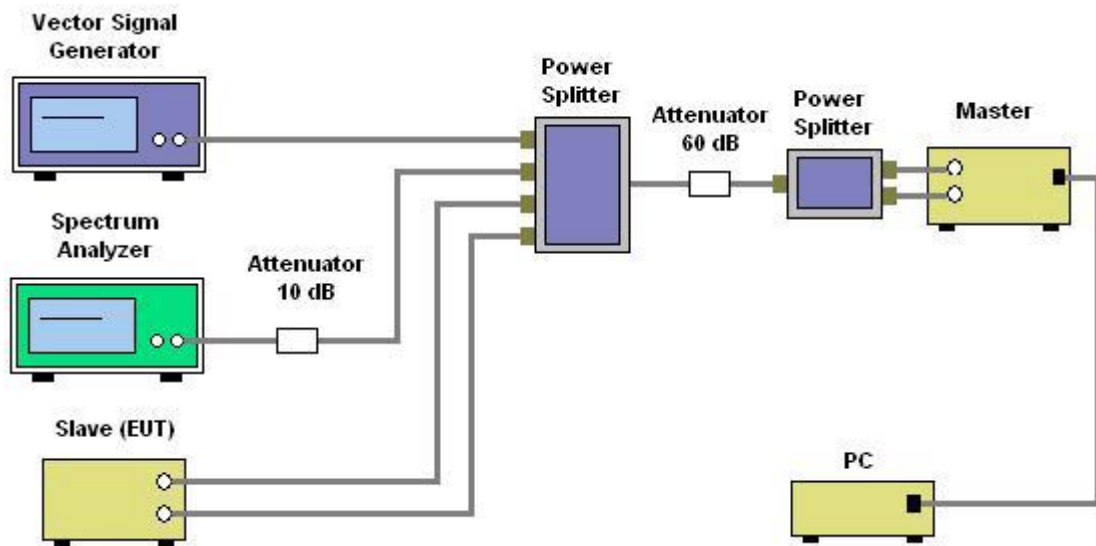 Vector Signal
Generator
Power
Splitter
Attenuator
60 dB
Power
Splitter
Master
Spectrum
Analyzer
Attenuator
10 dB
Slave (EUT)
PC